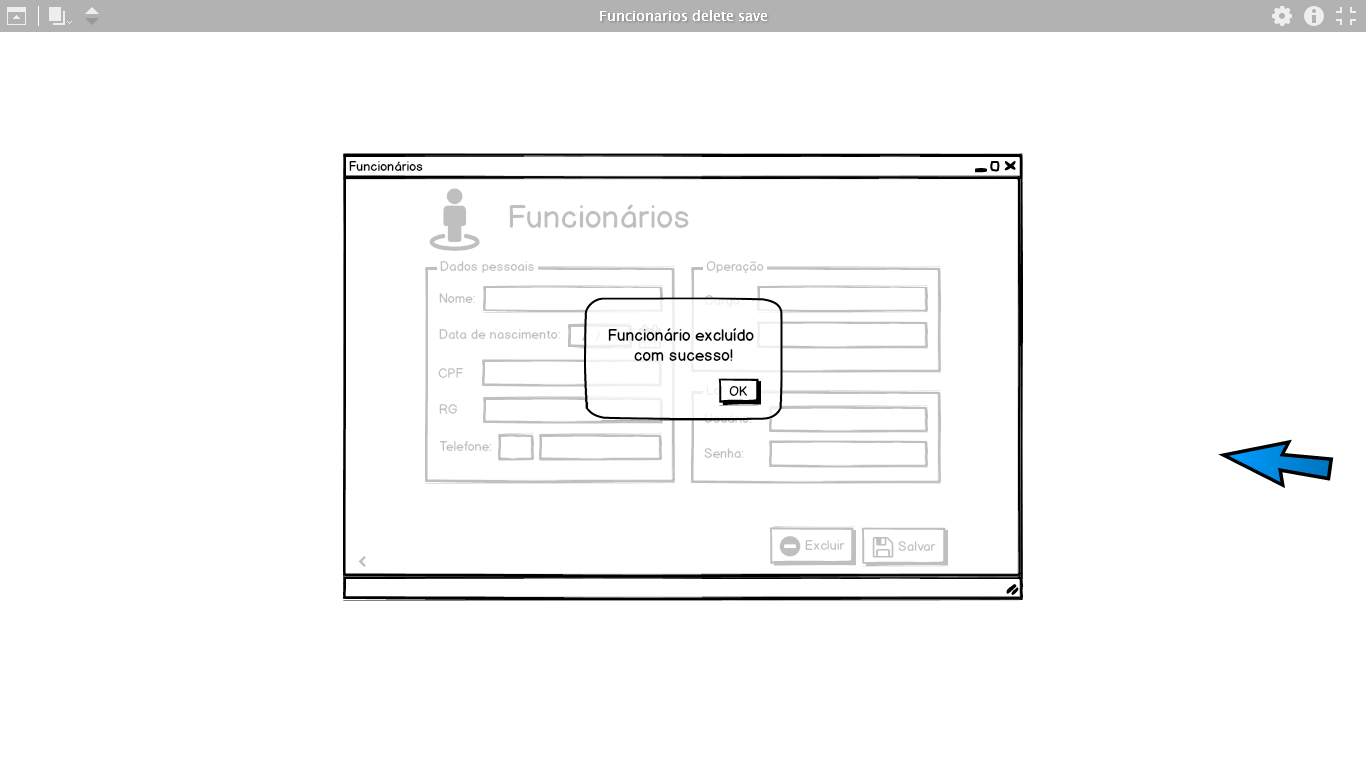 Funcionarios delete save
Funcionários
Funcionários
Dados pessoais
Operação
Nome:
Cargo
Data de nascimento:
/
Funcionário excluído
com sucesso!
CPF
OK
RG
Usuário:
Telefone:
Senha:
Excluir
Salvar